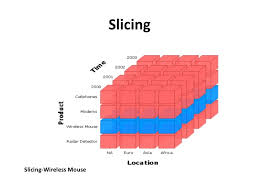 Slicing
Time
2000
2001
2002
2003
Product
Cellphones
Modems
Wireless Mouse
Radar Detector
NA
Euro
Asia
Africa
Location
Slicing-Wireless Mouse